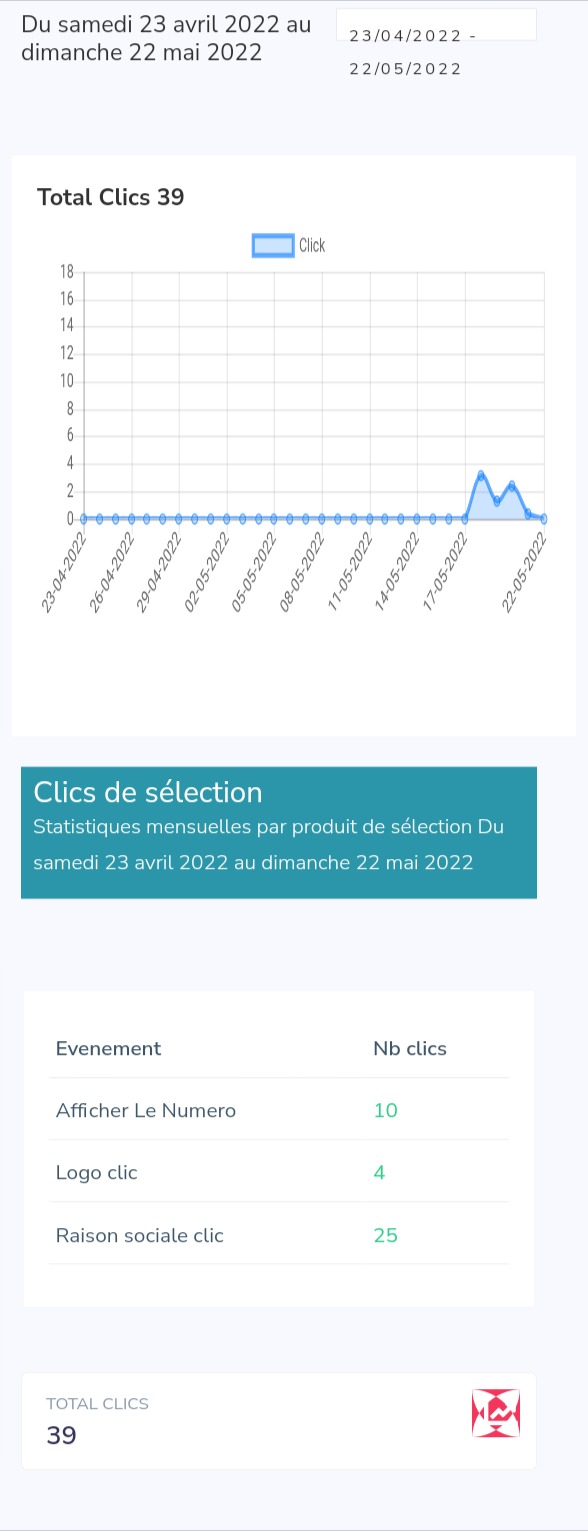 Du samedi 23 avril 2022 au
dimanche 22 mai 2022
23/04/2022 -
22/05/2022
Total Clics 39
Click
18
16
14
12
10
8
6
4
2
0
23-04-2022
26-04-2022
29-04-2022
02-05-2022
05-05-2022
08-05-2022
11-05-2022
14-05-2022
17-05-2022
22-05-2022
Clics de sélection
Statistiques mensuelles par produit de sélection Du
samedi 23 avril 2022 au dimanche 22 mai 2022
Evenement Nb clics
Afficher Le Numero 10
Logo clic 4
Raison sociale clic 25
TOTAL CLICS
39